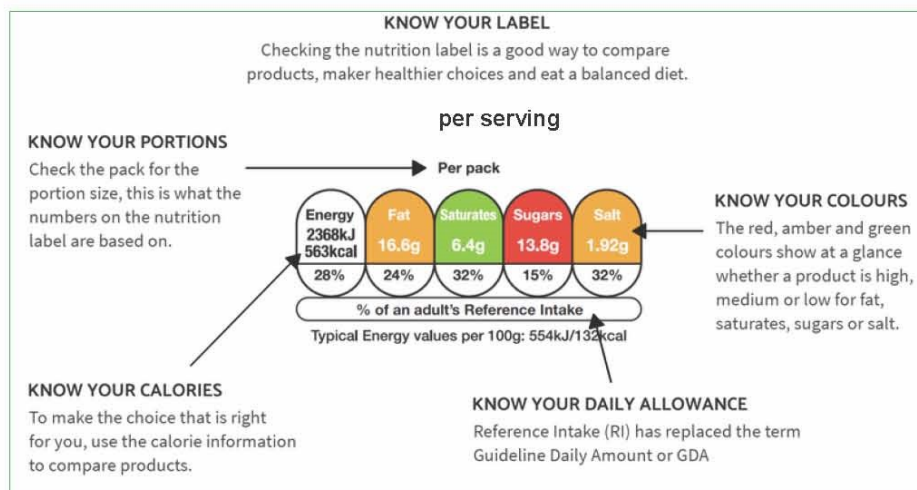 KNOW YOUR LABEL
Checking the nutrition label is a good way to compare
products, maker healthier choices and eat a balanced diet.
per serving
KNOW YOUR PORTIONS
Check the pack for the
portion size, this is what the
numbers on the nutrition
label are based on.
Per pack
Energy
2368kJ
563kcal
28%
Fat
16.6g
24%
Saturates
6.4g
32%
Sugars
13.8g
15%
Salt
1.92g
32%
% of an adult's Reference Intake
Typical Energy values per 100g: 554kJ/132kcal
KNOW YOUR COLOURS
The red, amber and green
colours show at a glance
whether a product is high,
medium or low for fat,
saturates, sugars or salt.
KNOW YOUR CALORIES
To make the choice that is right
for you, use the calorie information
to compare products.
KNOW YOUR DAILY ALLOWANCE
Reference Intake (RI) has replaced the term
Guideline Daily Amount or GDA